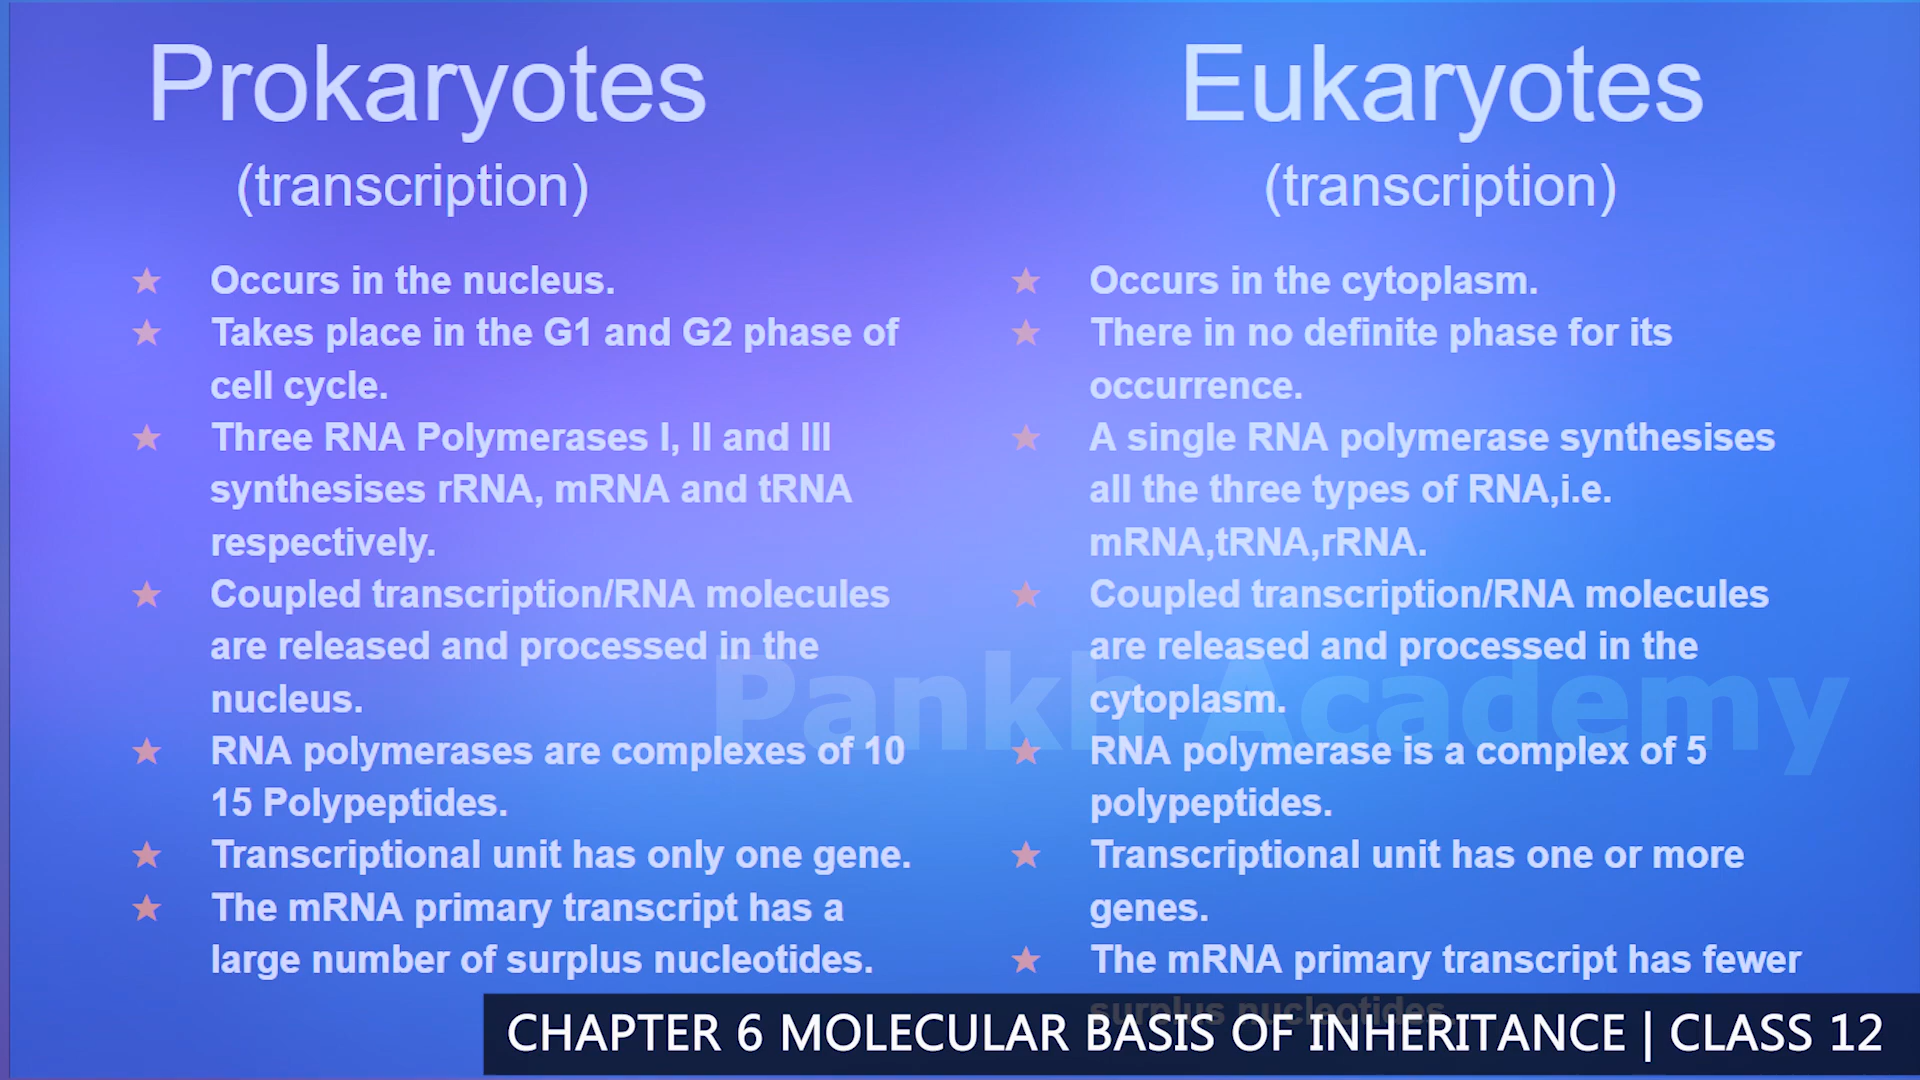 Prokaryotes
(transcription)
★ Occurs in the nucleus.
★ Takes place in the G1 and G2 phase of
cell cycle.
★ Three RNA Polymerases I, II and III
synthesises rRNA, mRNA and tRNA
respectively.
★ Coupled transcription/RNA molecules
are released and processed in the
nucleus.
★ RNA polymerases are complexes of 10
15 Polypeptides.
★ Transcriptional unit has only one gene.
★ The mRNA primary transcript has a
large number of surplus nucleotides.
Eukaryotes
(transcription)
★ Occurs in the cytoplasm.
★ There in no definite phase for its
occurrence.
★ A single RNA polymerase synthesises
all the three types of RNA,i.e.
mRNA,tRNA,rRNA.
★ Coupled transcription/RNA molecules
are released and processed in the
cytoplasm.
★ RNA polymerase is a complex of 5
polypeptides.
★ Transcriptional unit has one or more
genes.
★ The mRNA primary transcript has fewer
surplus nucleotides.
Pankh Academy
CHAPTER 6 MOLECULAR BASIS OF INHERITANCE | CLASS 12